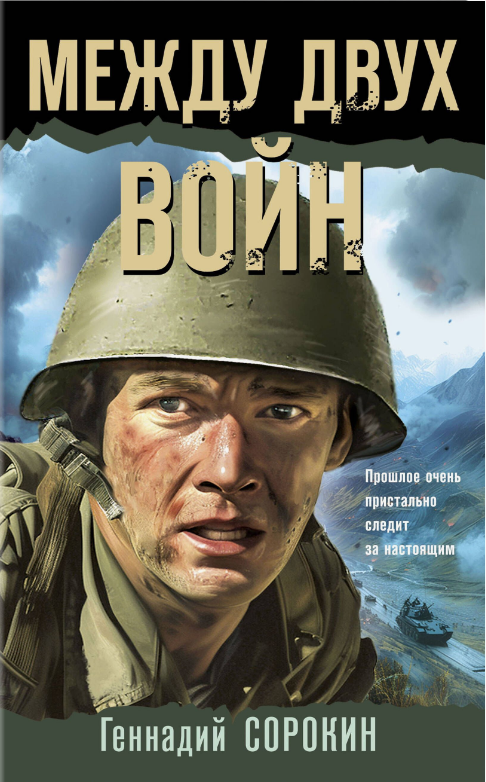 МЕЖДУ ДВУХ
ВОЙН
Прошлое очень
пристально
следит
за настоящим
Геннадий СОРОКИН